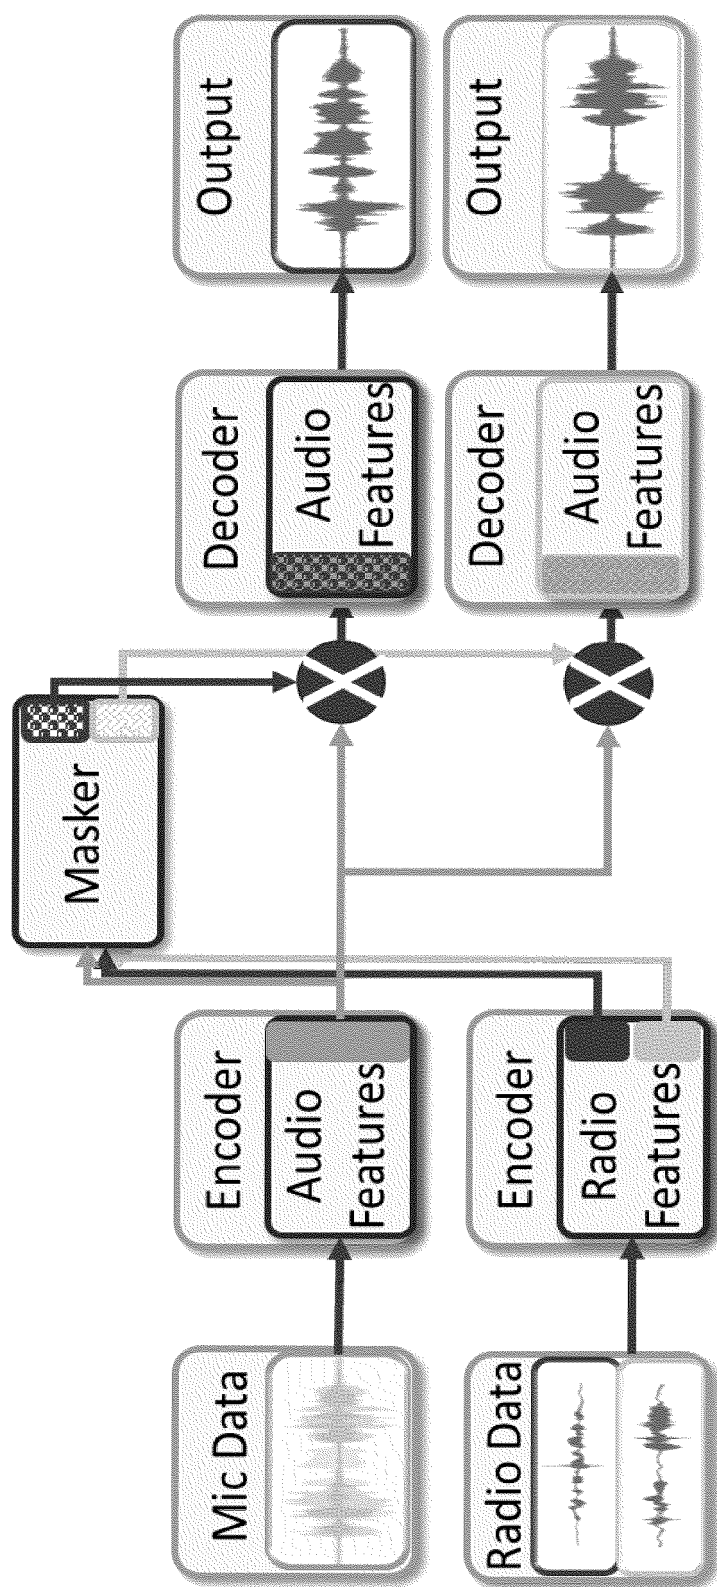 Mic Data
Radio Data
Encoder
Audio
Features
Encoder
Radio
Features
Masker
Decoder
Audio
Features
Decoder
Audio
Features
Output
Output